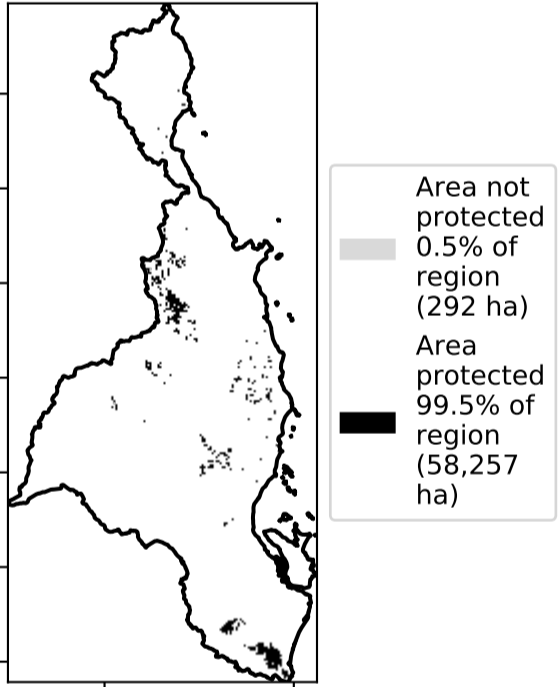 Area not
protected
0.5% of
region
(292 ha)
Area
protected
99.5% of
region
(58,257
ha)